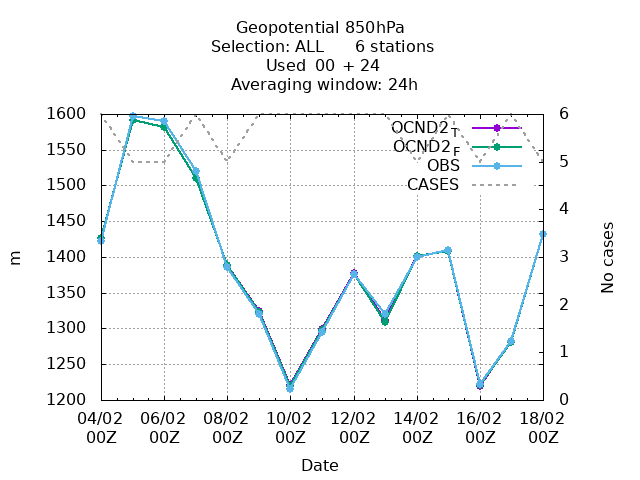 Geopotential 850hPa
Selection: ALL 6 stations
Used 00 + 24
Averaging window: 24h
1600
1550
1500
1450
1400
1350
1300
1250
1200
m
6
5
4
3
2
1
0
No cases
OCND2T
OCND2F
OBS
CASES
04/02 06/02 08/02 10/02 12/02 14/02 16/02 18/02
00Z 00Z 00Z 00Z 00Z 00Z 00Z 00Z
Date